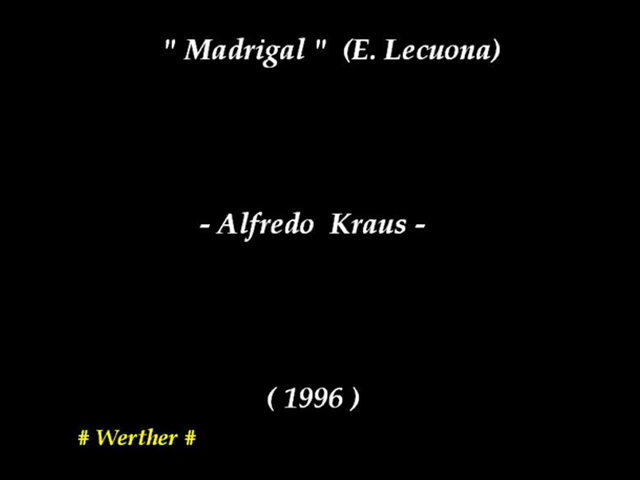 " Madrigal "  (E. Lecuona)
- Alfredo  Kraus -
( 1996 )
# Werther #